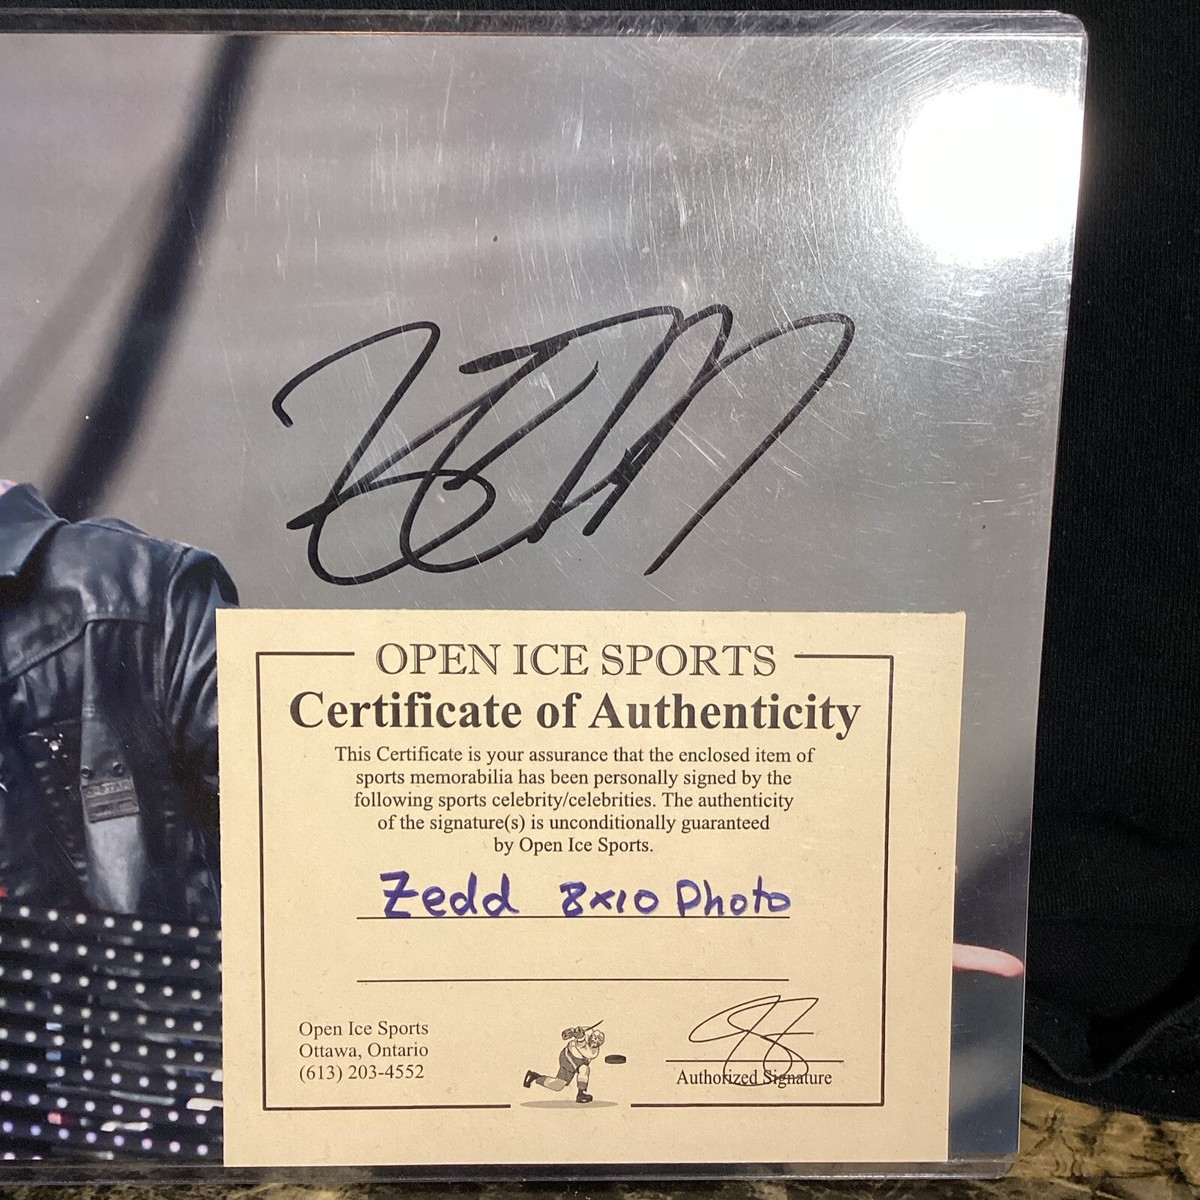 OPEN ICE SPORTS
Certificate of Authenticity
This Certificate is your assurance that the enclosed item of
sports memorabilia has been personally signed by the
following sports celebrity/celebrities. The authenticity
of the signature(s) is unconditionally guaranteed
by Open Ice Sports.
Zedd 8x10 Photo
Open Ice Sports
Ottawa, Ontario
(613) 203-4552
Authorized Signature